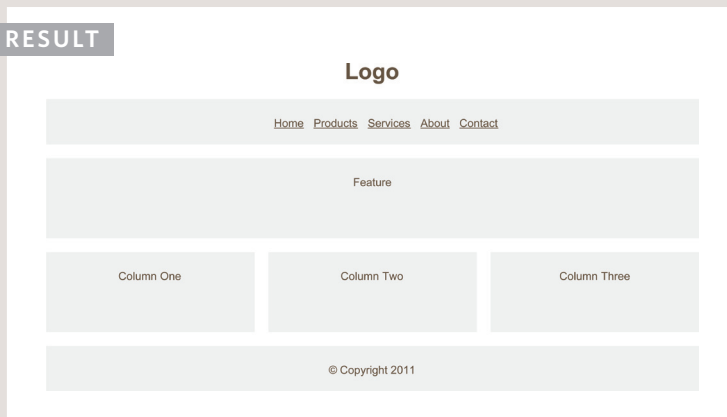 RESULT
Logo
Home Products Services About Contact
Feature
Column One Column Two Column Three
© Copyright 2011